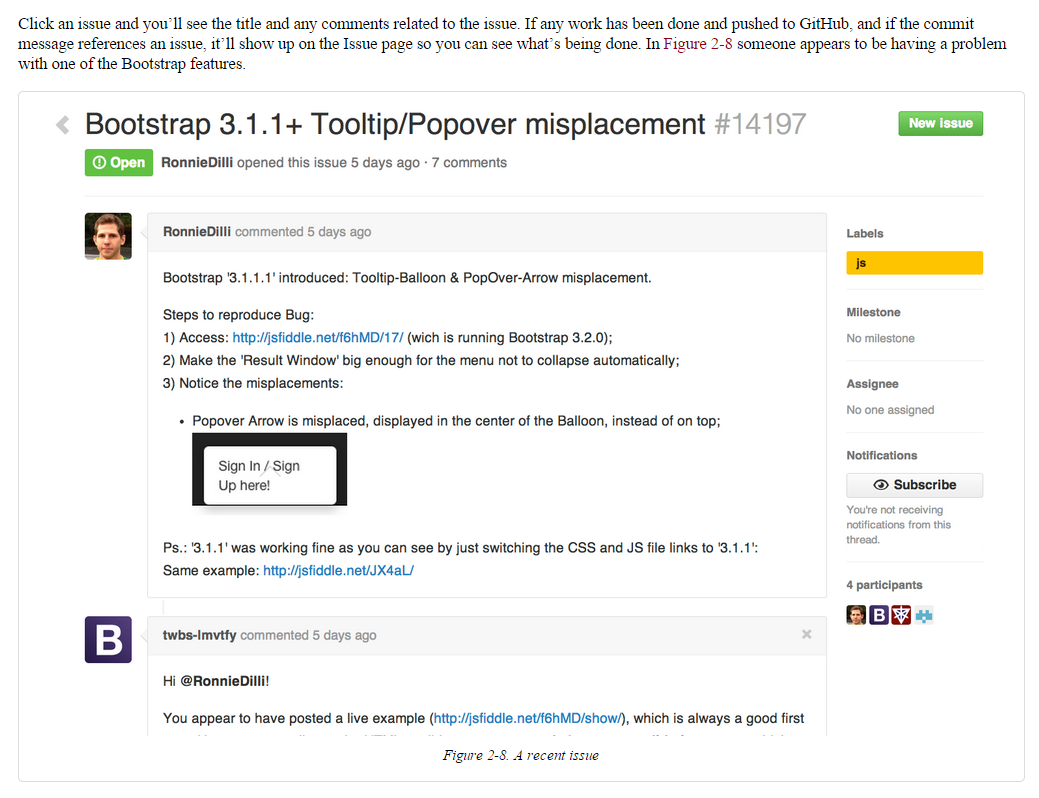 Click an issue and you’ll see the title and any comments related to the issue. If any work has been done and pushed to GitHub, and if the commit
message references an issue, it’ll show up on the Issue page so you can see what’s being done. In Figure 2-8 someone appears to be having a problem
with one of the Bootstrap features.
Bootstrap 3.1.1+ Tooltip/Popover misplacement #14197
New Issue
Open RonnieDilli opened this issue 5 days ago · 7 comments
RonnieDilli commented 5 days ago
Bootstrap '3.1.1.1' introduced: Tooltip-Balloon & PopOver-Arrow misplacement.
Steps to reproduce Bug:
1) Access: http://jsfiddle.net/f6hMD/17/ (wich is running Bootstrap 3.2.0);
2) Make the 'Result Window' big enough for the menu not to collapse automatically;
3) Notice the misplacements:
• Popover Arrow is misplaced, displayed in the center of the Balloon, instead of on top;
Sign In / Sign
Up here!
Ps.: '3.1.1' was working fine as you can see by just switching the CSS and JS file links to '3.1.1':
Same example: http://jsfiddle.net/JX4aL/
B
twbs-lmvtfy commented 5 days ago
Hi @RonnieDilli!
You appear to have posted a live example (http://jsfiddle.net/f6hMD/show/), which is always a good first
Labels
js
Milestone
No milestone
Assignee
No one assigned
Notifications
Subscribe
You're not receiving
notifications from this
thread.
4 participants
B
Figure 2-8. A recent issue